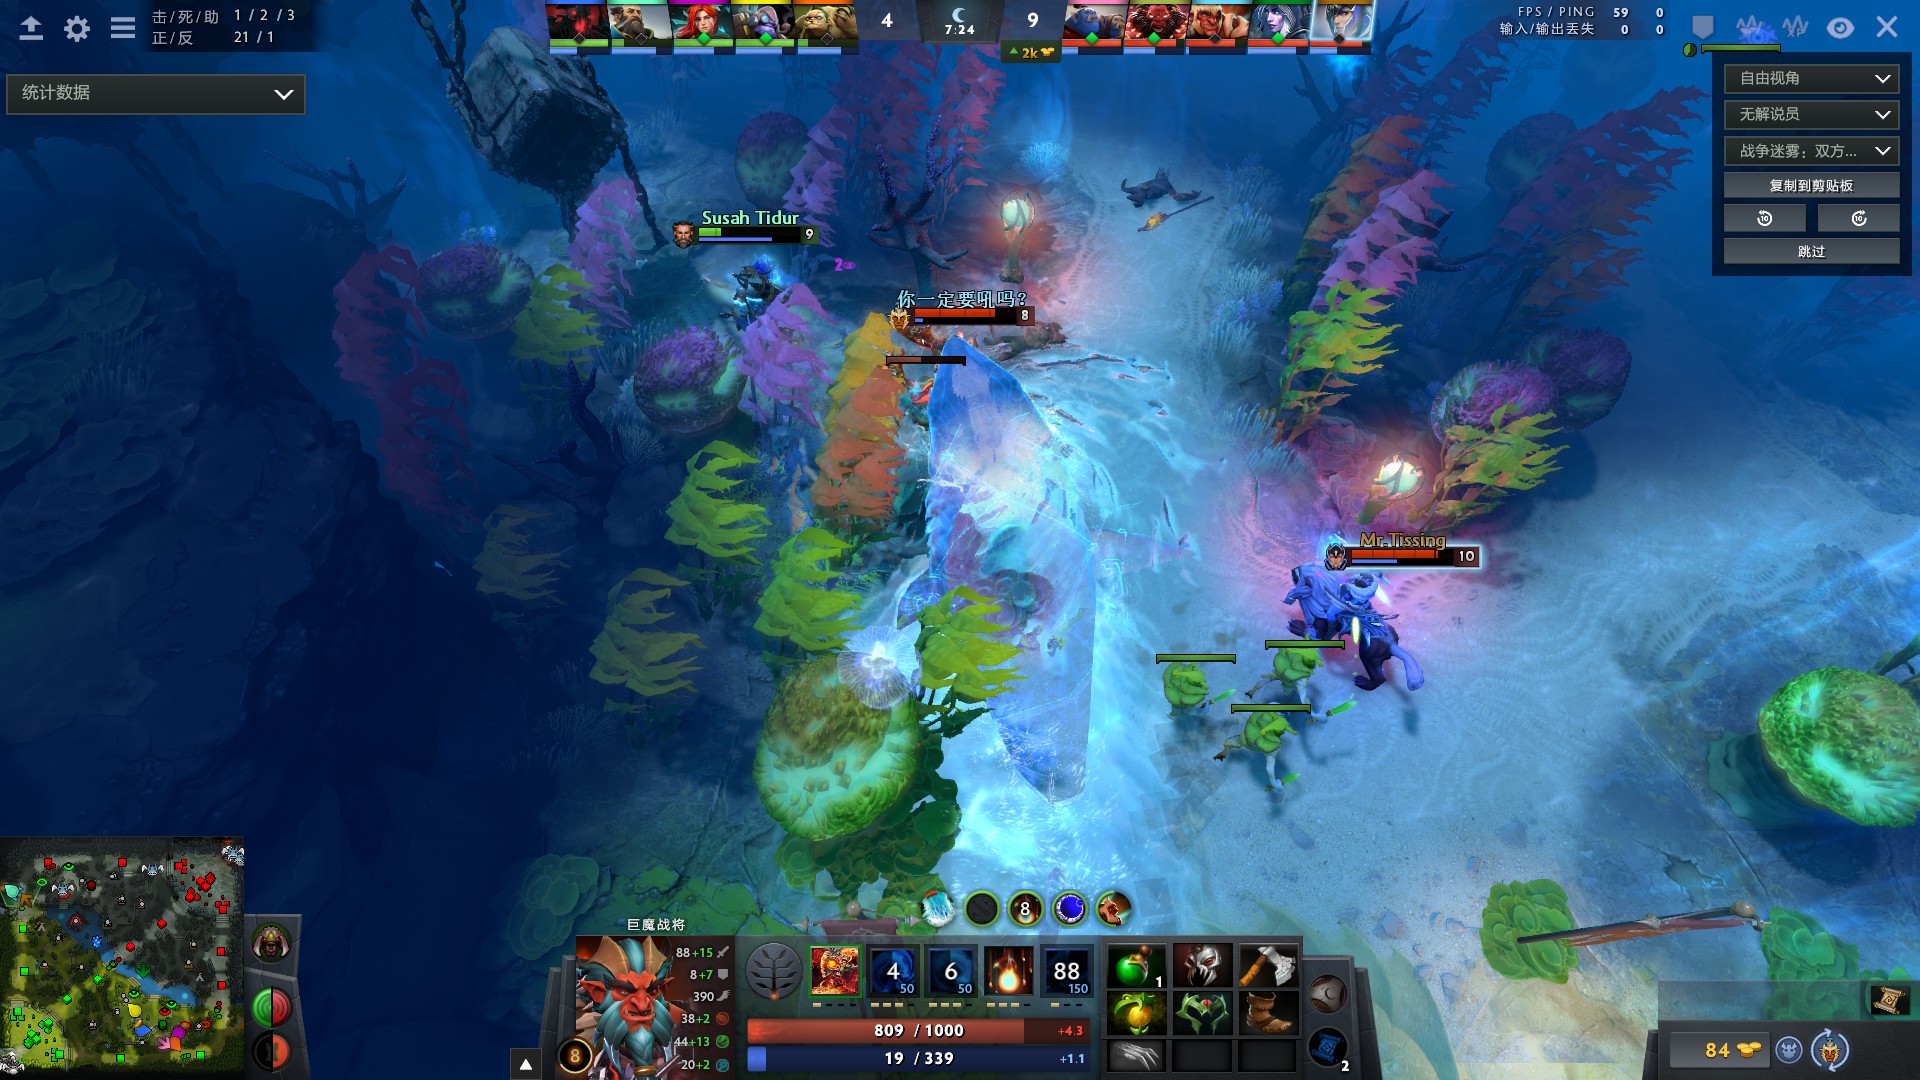 击/死/助 1 / 2 / 3
正/反 21 / 1
4
7:24
9
2k
FPS / PING 59 0
输入/输出丢失 0 0
统计数据
自由视角
无解说员
战争迷雾：双方...
复制到剪贴板
10
10
跳过
Susah Tidur
9
2
你一定要吼吗?
8
Mr.Tissing
10
8
巨魔战将
88+15
8+7
390
38+2
44+13
20+2
8
4
50
6
50
88
150
809 / 1000
+4.3
19 / 339
+1.1
1
2
84